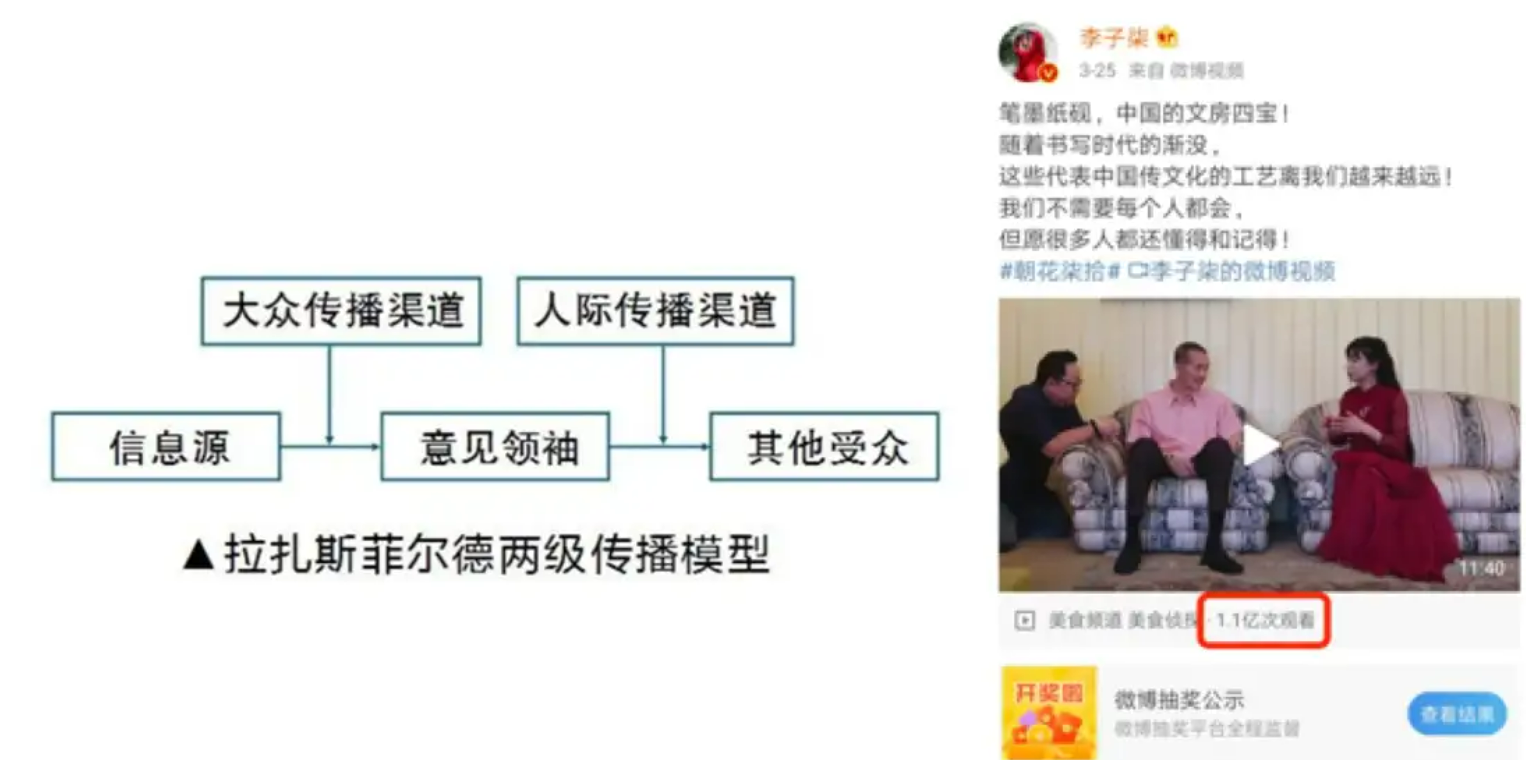 大众传播渠道
人际传播渠道
信息源
意见领袖
其他受众
▲拉扎斯菲尔德两级传播模型
李子柒
3-25 来自 微博视频
笔墨纸砚，中国的文房四宝！
随着书写时代的渐没，
这些代表中国传文化的工艺离我们越来越远！
我们不需要每个人都会，
但愿很多人都还懂得和记得！
#朝花柒拾# 李子柒的微博视频
11:40
美食频道 美食侦探 · 1.1亿次观看
开奖啦
微博抽奖公示
微博抽奖平台全程监督
查看结果